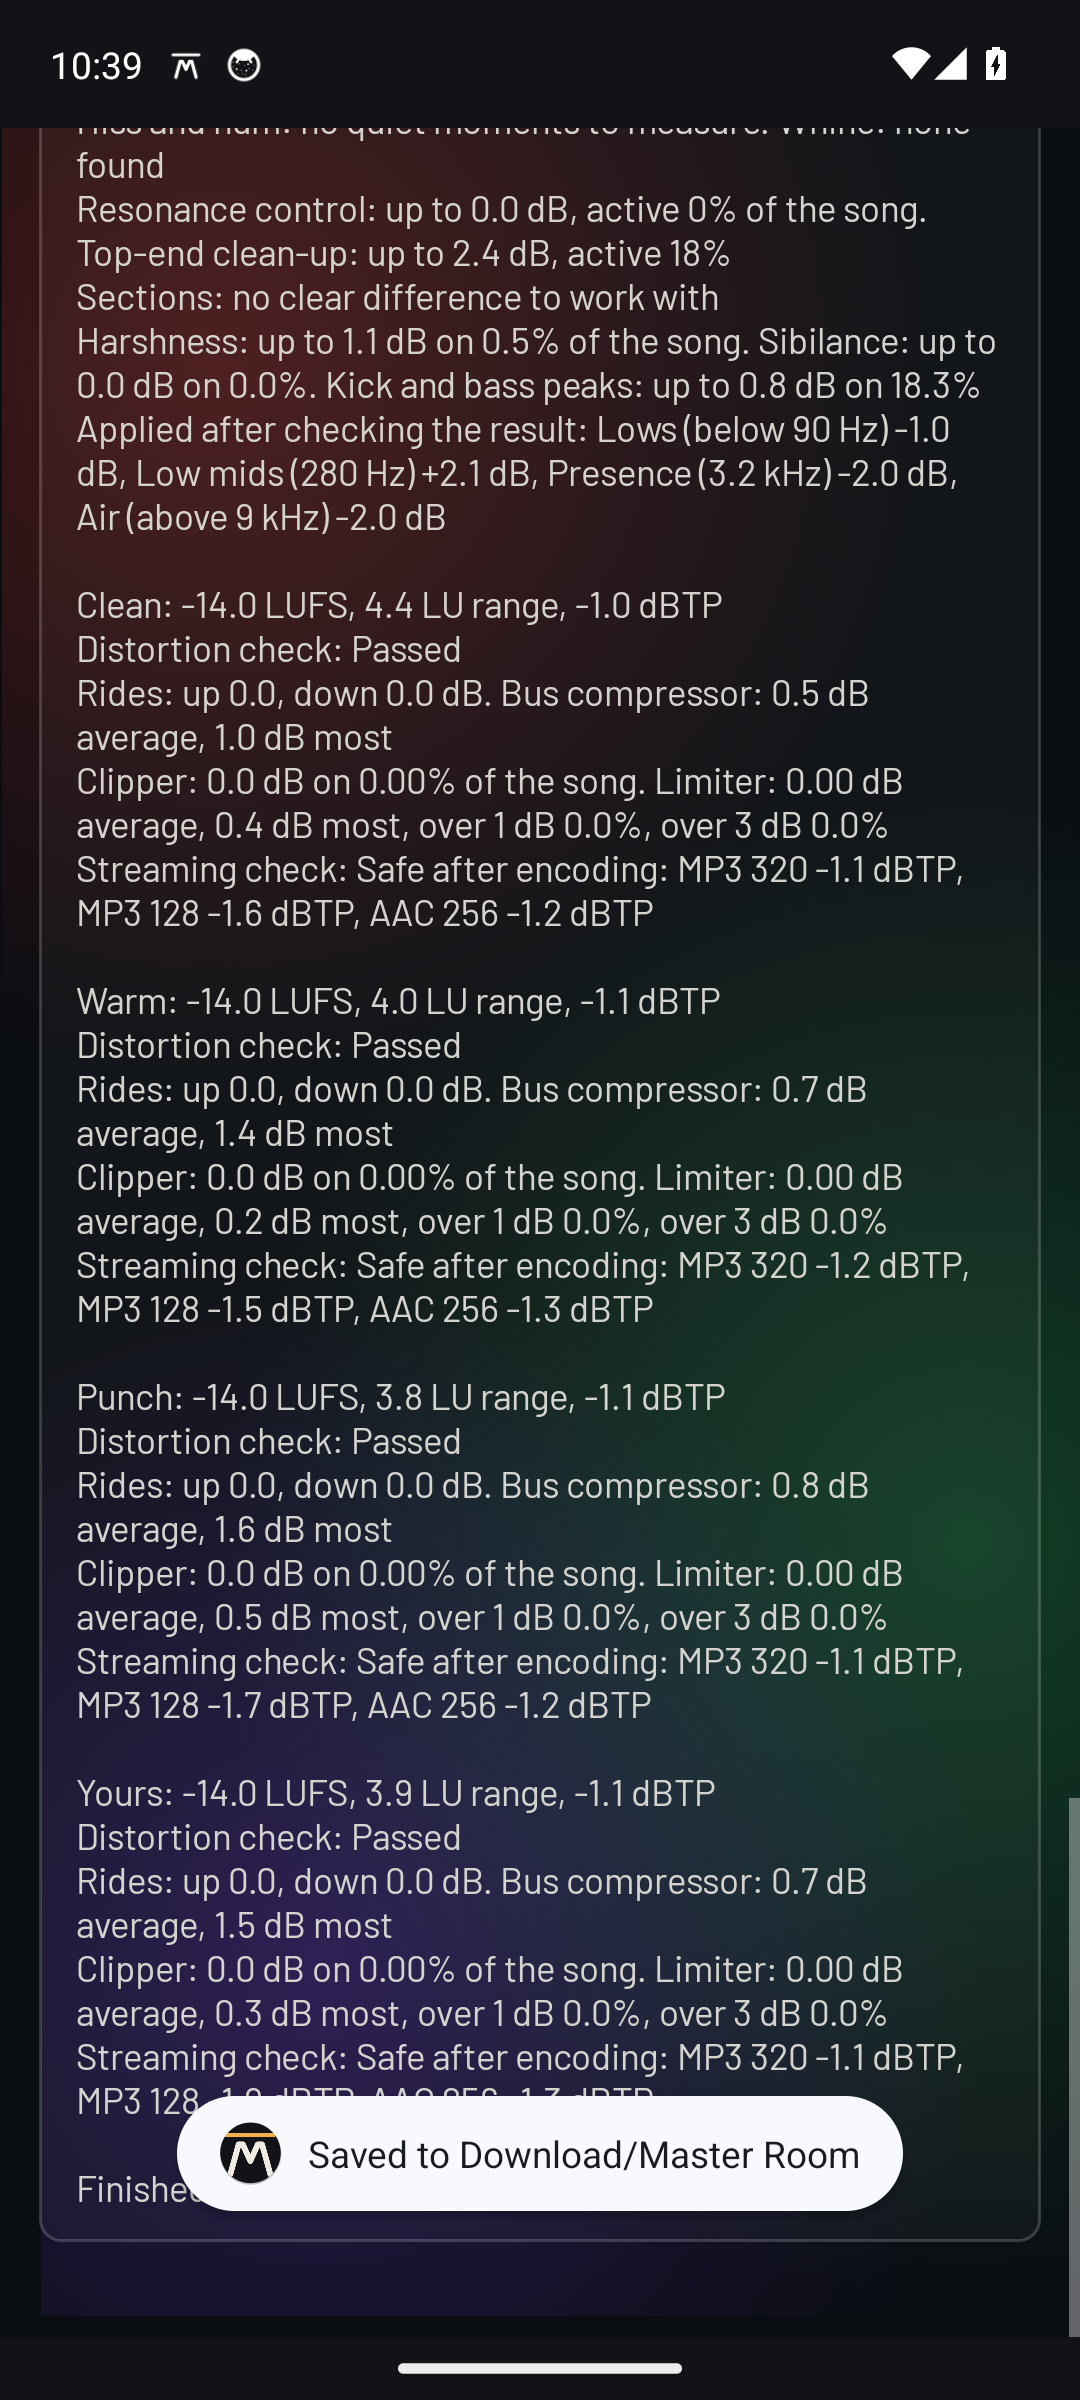 10:39
found
Resonance control: up to 0.0 dB, active 0% of the song.
Top-end clean-up: up to 2.4 dB, active 18%
Sections: no clear difference to work with
Harshness: up to 1.1 dB on 0.5% of the song. Sibilance: up to
0.0 dB on 0.0%. Kick and bass peaks: up to 0.8 dB on 18.3%
Applied after checking the result: Lows (below 90 Hz) -1.0
dB, Low mids (280 Hz) +2.1 dB, Presence (3.2 kHz) -2.0 dB,
Air (above 9 kHz) -2.0 dB
Clean: -14.0 LUFS, 4.4 LU range, -1.0 dBTP
Distortion check: Passed
Rides: up 0.0, down 0.0 dB. Bus compressor: 0.5 dB
average, 1.0 dB most
Clipper: 0.0 dB on 0.00% of the song. Limiter: 0.00 dB
average, 0.4 dB most, over 1 dB 0.0%, over 3 dB 0.0%
Streaming check: Safe after encoding: MP3 320 -1.1 dBTP,
MP3 128 -1.6 dBTP, AAC 256 -1.2 dBTP
Warm: -14.0 LUFS, 4.0 LU range, -1.1 dBTP
Distortion check: Passed
Rides: up 0.0, down 0.0 dB. Bus compressor: 0.7 dB
average, 1.4 dB most
Clipper: 0.0 dB on 0.00% of the song. Limiter: 0.00 dB
average, 0.2 dB most, over 1 dB 0.0%, over 3 dB 0.0%
Streaming check: Safe after encoding: MP3 320 -1.2 dBTP,
MP3 128 -1.5 dBTP, AAC 256 -1.3 dBTP
Punch: -14.0 LUFS, 3.8 LU range, -1.1 dBTP
Distortion check: Passed
Rides: up 0.0, down 0.0 dB. Bus compressor: 0.8 dB
average, 1.6 dB most
Clipper: 0.0 dB on 0.00% of the song. Limiter: 0.00 dB
average, 0.5 dB most, over 1 dB 0.0%, over 3 dB 0.0%
Streaming check: Safe after encoding: MP3 320 -1.1 dBTP,
MP3 128 -1.7 dBTP, AAC 256 -1.2 dBTP
Yours: -14.0 LUFS, 3.9 LU range, -1.1 dBTP
Distortion check: Passed
Rides: up 0.0, down 0.0 dB. Bus compressor: 0.7 dB
average, 1.5 dB most
Clipper: 0.0 dB on 0.00% of the song. Limiter: 0.00 dB
average, 0.3 dB most, over 1 dB 0.0%, over 3 dB 0.0%
Streaming check: Safe after encoding: MP3 320 -1.1 dBTP,
MP3 128
Saved to Download/Master Room